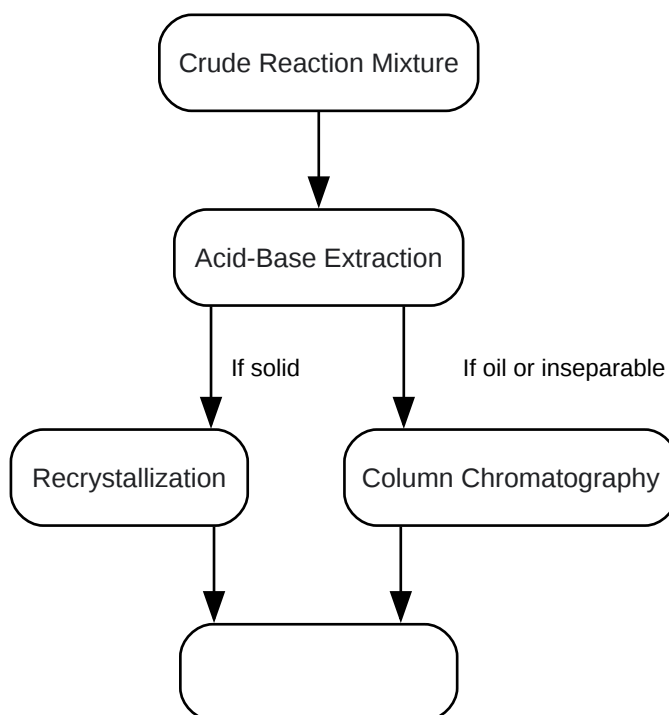 Crude Reaction Mixture
Acid-Base Extraction
If solid
If oil or inseparable
Recrystallization
Column Chromatography